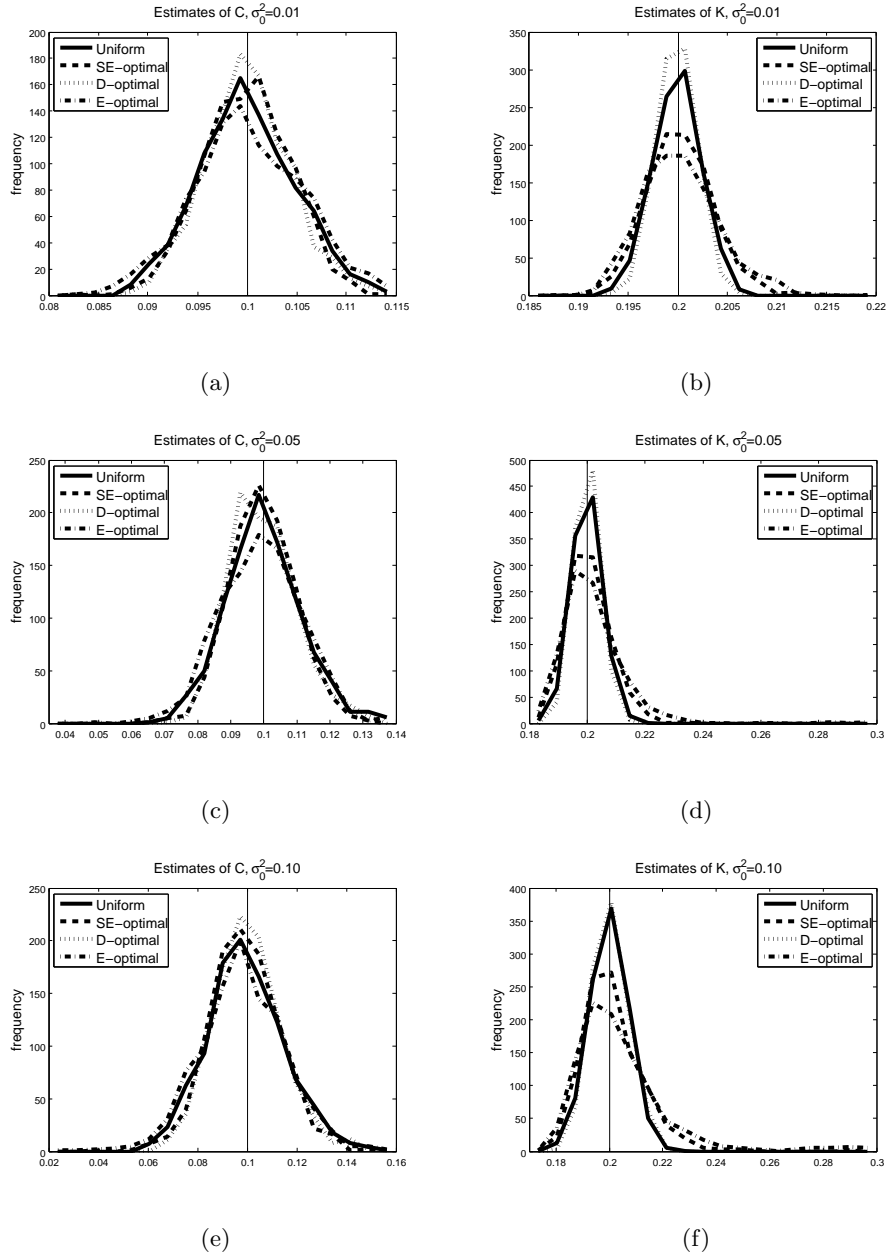 Estimates of C, σ₀²=0.01
200
180
160
140
120
100
80
60
40
20
0
frequency
Uniform
SE−optimal
D−optimal
E−optimal
0.08 0.085 0.09 0.095 0.1 0.105 0.11 0.115
(a)
Estimates of K, σ₀²=0.01
350
300
250
200
150
100
50
0
frequency
Uniform
SE−optimal
D−optimal
E−optimal
0.185 0.19 0.195 0.2 0.205 0.21 0.215 0.22
(b)
Estimates of C, σ₀²=0.05
250
200
150
100
50
0
frequency
Uniform
SE−optimal
D−optimal
E−optimal
0.04 0.05 0.06 0.07 0.08 0.09 0.1 0.11 0.12 0.13 0.14
(c)
Estimates of K, σ₀²=0.05
500
450
400
350
300
250
200
150
100
50
0
frequency
Uniform
SE−optimal
D−optimal
E−optimal
0.18 0.2 0.22 0.24 0.26 0.28 0.3
(d)
Estimates of C, σ₀²=0.10
250
200
150
100
50
0
frequency
Uniform
SE−optimal
D−optimal
E−optimal
0.02 0.04 0.06 0.08 0.1 0.12 0.14 0.16
(e)
Estimates of K, σ₀²=0.10
400
350
300
250
200
150
100
50
0
frequency
Uniform
SE−optimal
D−optimal
E−optimal
0.18 0.2 0.22 0.24 0.26 0.28 0.3
(f)